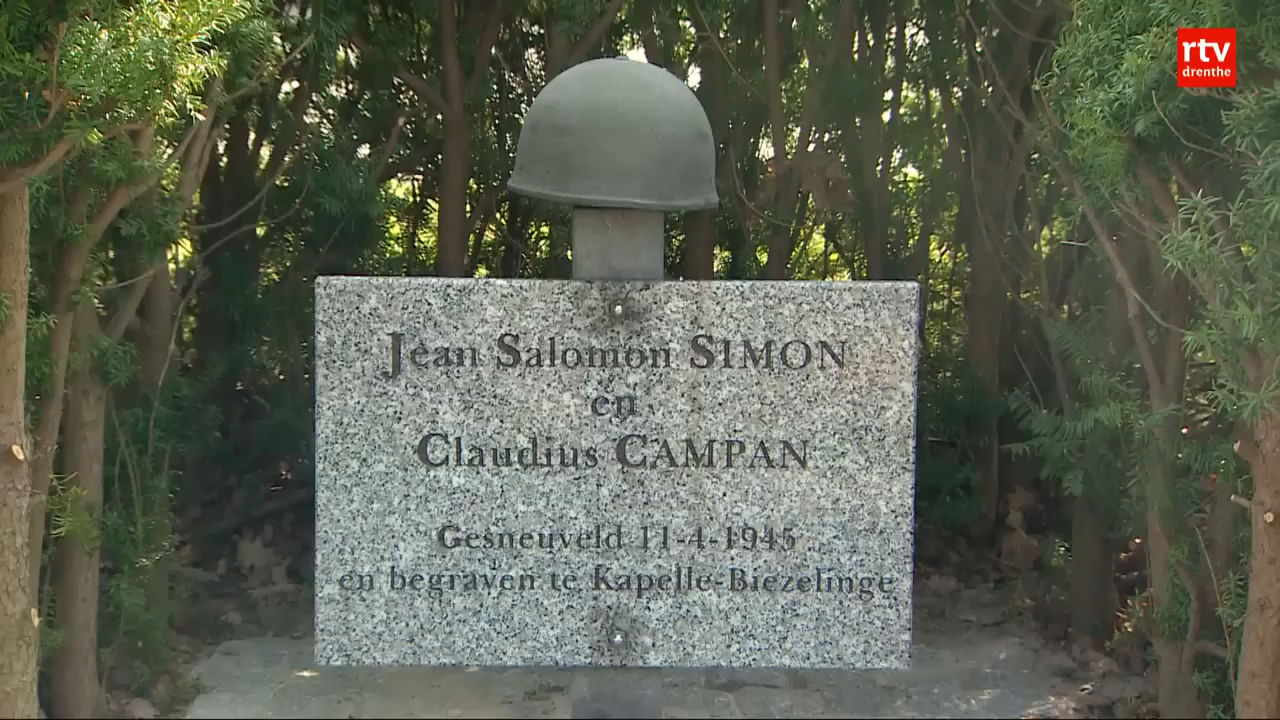 rtv
drenthe
Jean Salomon SIMON
en
Claudius CAMPAN
Gesneuveld 11-4-1945
en begraven te Kapelle-Biezelinge